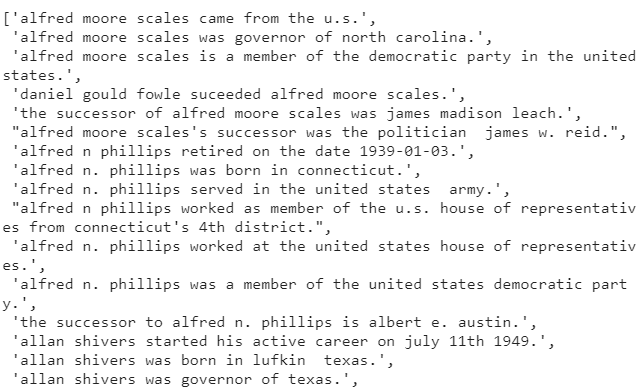 ['alfred moore scales came from the u.s.',
'alfred moore scales was governor of north carolina.',
'alfred moore scales is a member of the democratic party in the united
states.',
'daniel gould fowle suceeded alfred moore scales.',
'the successor of alfred moore scales was james madison leach.',
"alfred moore scales's successor was the politician  james w. reid.",
'alfred n phillips retired on the date 1939-01-03.',
'alfred n. phillips was born in connecticut.',
'alfred n. phillips served in the united states  army.',
"alfred n phillips worked as member of the u.s. house of representativ
es from connecticut's 4th district.",
'alfred n. phillips worked at the united states house of representativ
es.',
'alfred n. phillips was a member of the united states democratic part
y.',
'the successor to alfred n. phillips is albert e. austin.',
'allan shivers started his active career on july 11th 1949.',
'allan shivers was born in lufkin  texas.',
'allan shivers was governor of texas.',